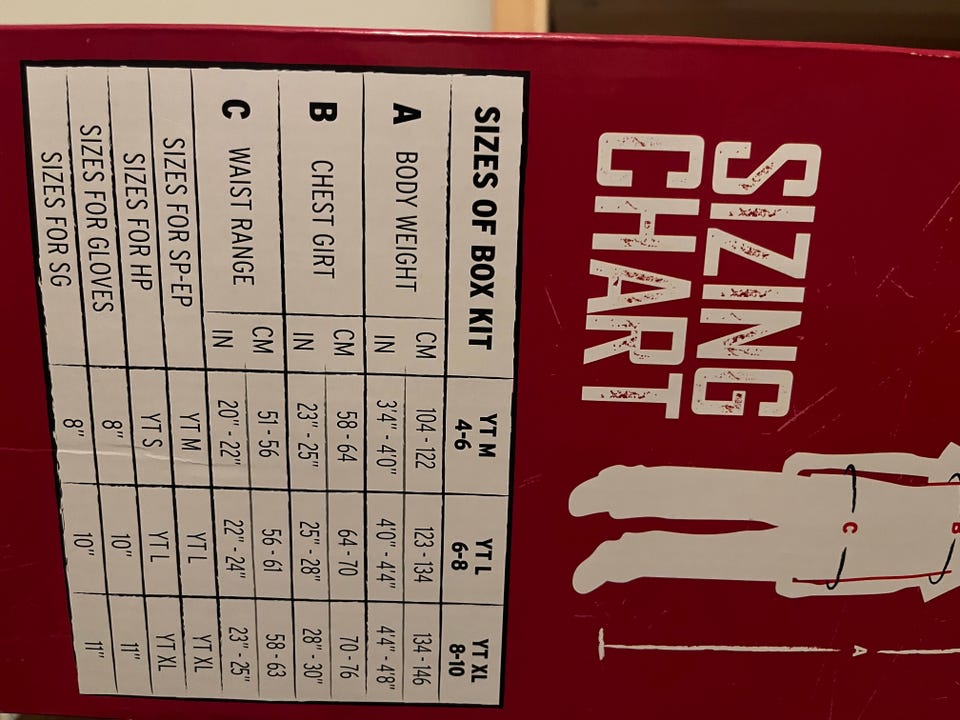 SIZING
CHART
SIZES OF BOX KIT YT M 4-6 YT L 6-8 YT XL 8-10
A BODY WEIGHT CM 104 - 122 123 - 134 134 - 146
IN 3'4" - 4'0" 4'0" - 4'4" 4'4" - 4'8"
B CHEST GIRT CM 58 - 64 64 - 70 70 - 76
IN 23" - 25" 25" - 28" 28" - 30"
C WAIST RANGE CM 51 - 56 56 - 61 58 - 63
IN 20" - 22" 22" - 24" 23" - 25"
SIZES FOR SP-EP YT M YT L YT XL
SIZES FOR HP YT S YT L YT XL
SIZES FOR GLOVES 8" 10" 11"
SIZES FOR SG 8" 10" 11"
B
A
C